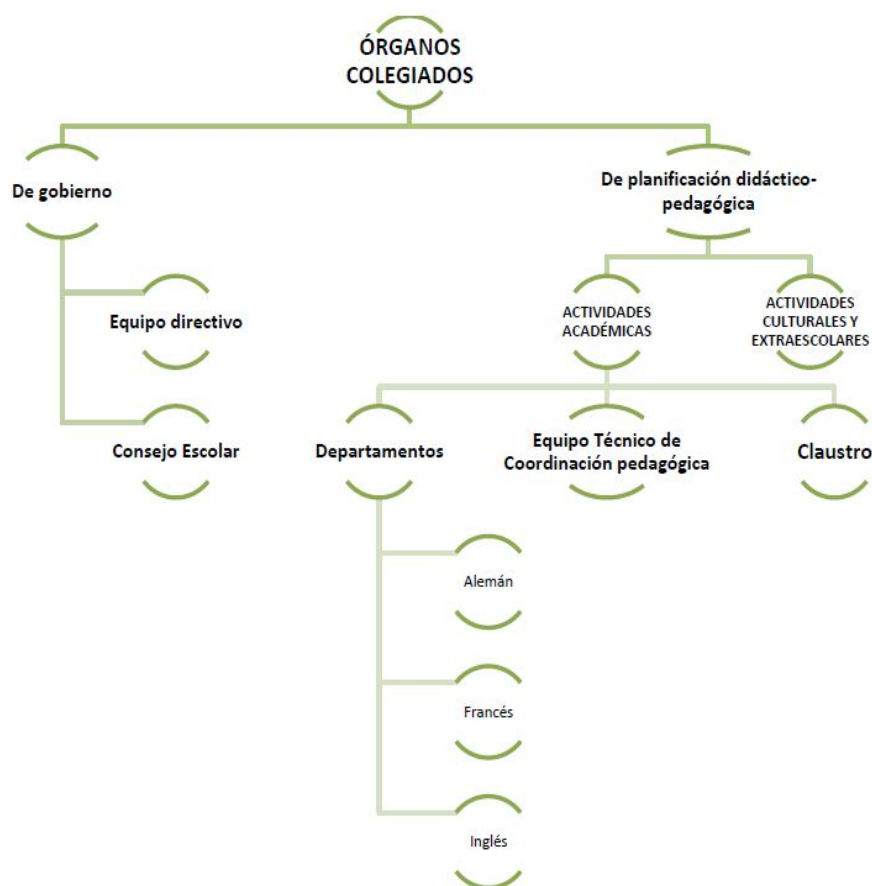 ÓRGANOS
COLEGIADOS
De gobierno
De planificación didáctico-
pedagógica
Equipo directivo
ACTIVIDADES
ACADÉMICAS
ACTIVIDADES
CULTURALES Y
EXTRAESCOLARES
Consejo Escolar
Departamentos
Equipo Técnico de
Coordinación pedagógica
Claustro
Alemán
Francés
Inglés